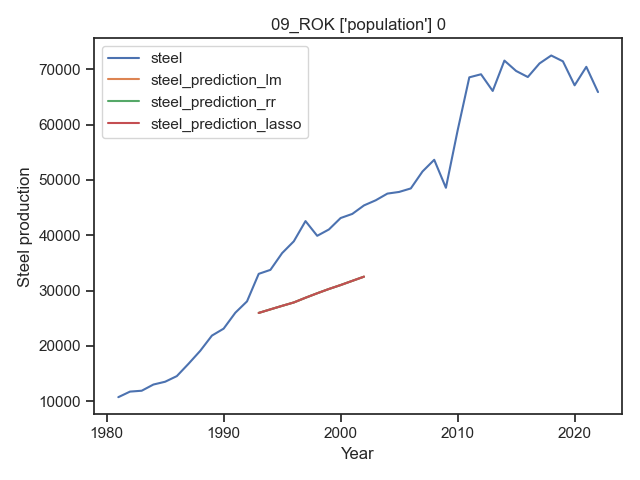 09_ROK ['population'] 0
steel
steel_prediction_lm
steel_prediction_rr
steel_prediction_lasso
Steel production
70000
60000
50000
40000
30000
20000
10000
1980 1990 2000 2010 2020
Year